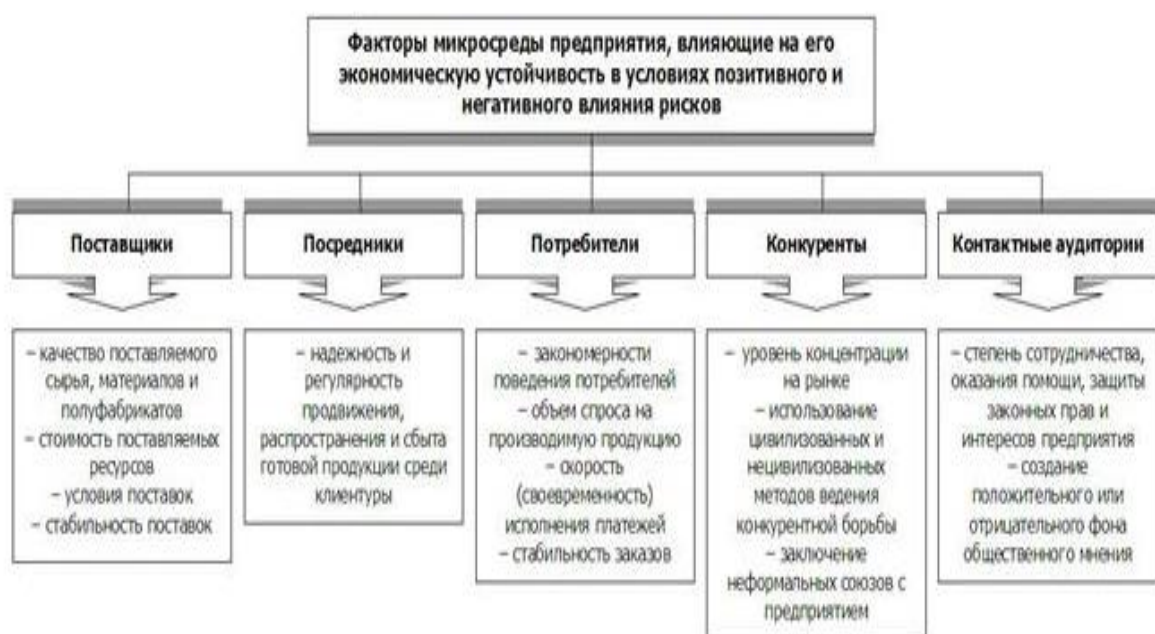 Факторы микросреды предприятия, влияющие на его
экономическую устойчивость в условиях позитивного и
негативного влияния рисков
Поставщики
Посредники
Потребители
Конкуренты
Контактные аудитории
– качество поставляемого
сырья, материалов и
полуфабрикатов
– стоимость поставляемых
ресурсов
– условия поставок
– стабильность поставок
– надежность и
регулярность
продвижения,
распространения и сбыта
готовой продукции среди
клиентуры
– закономерности
поведения потребителей
– объем спроса на
производимую продукцию
– скорость
(своевременность)
исполнения платежей
– стабильность заказов
– уровень концентрации
на рынке
– использование
цивилизованных и
нецивилизованных
методов ведения
конкурентной борьбы
– заключение
неформальных союзов с
предприятием
– степень сотрудничества,
оказания помощи, защиты
законных прав и
интересов предприятия
– создание
положительного или
отрицательного фона
общественного мнения